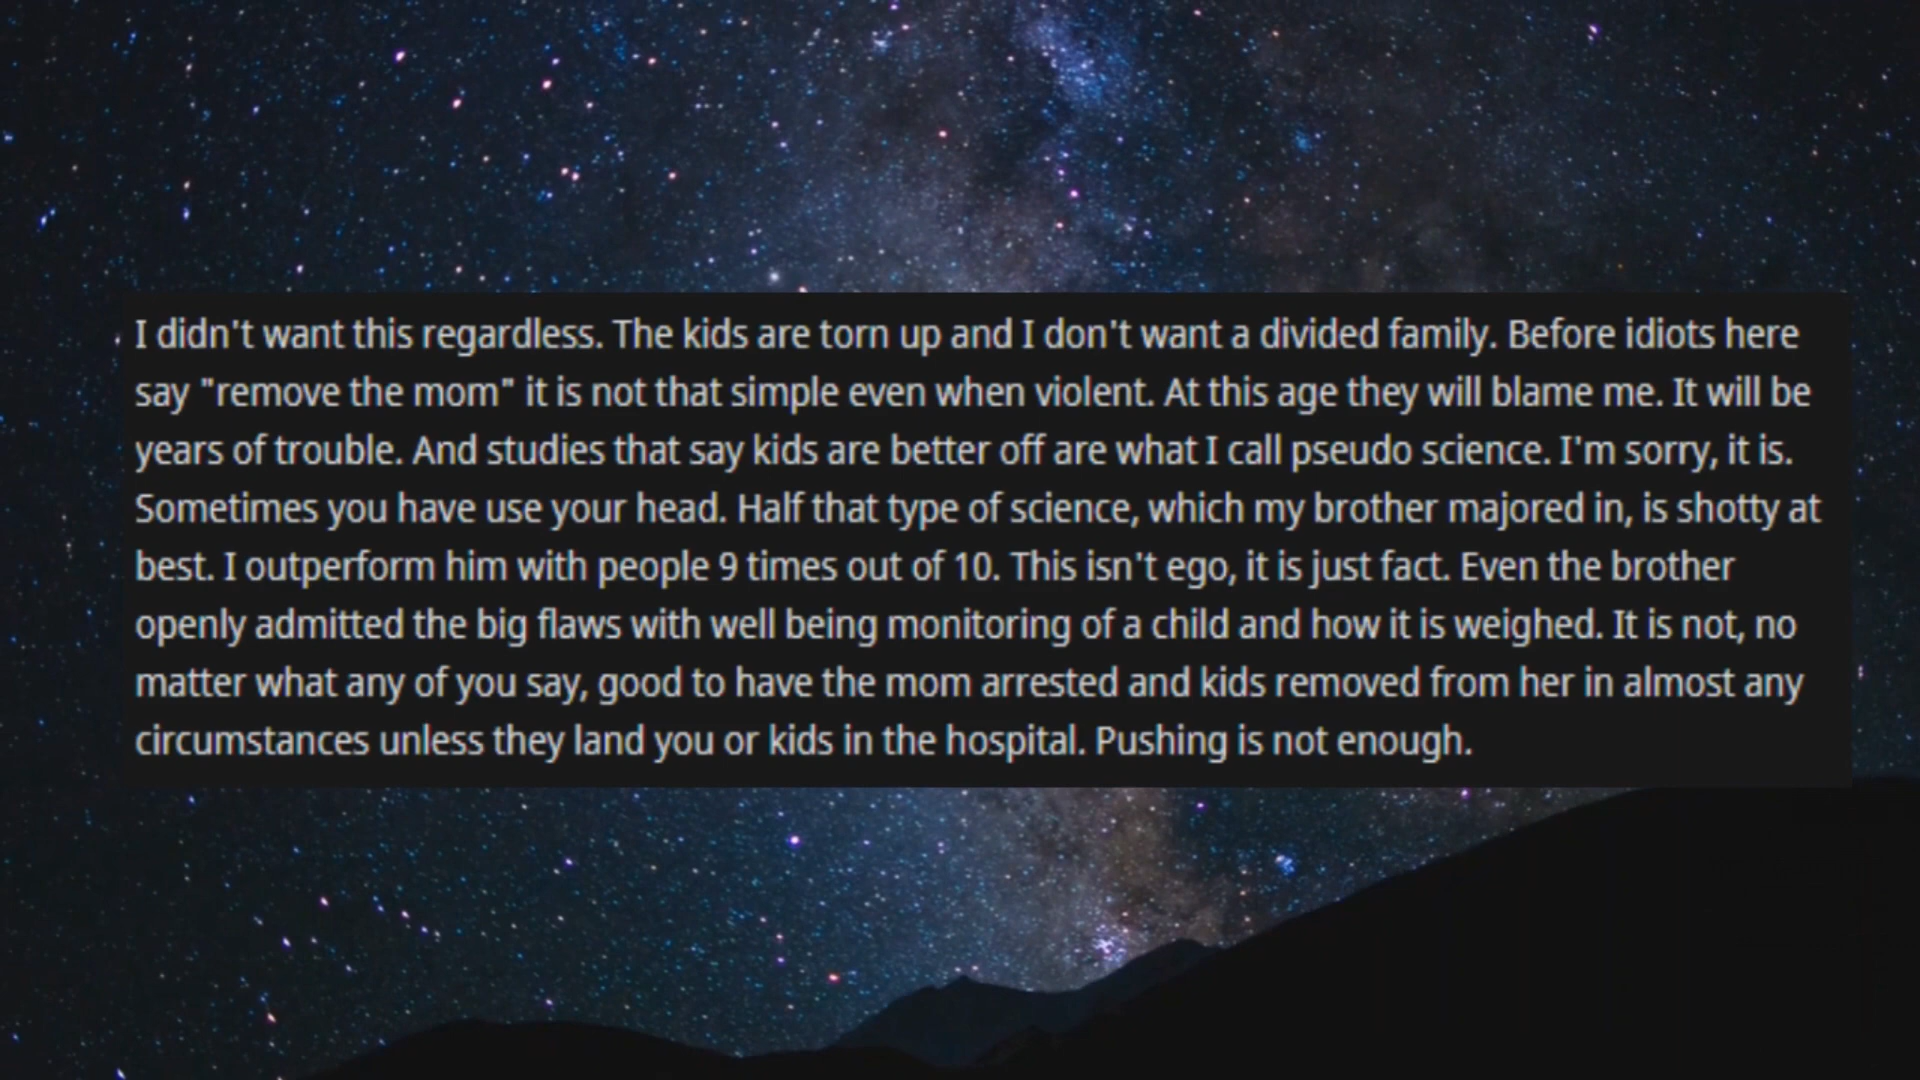 I didn't want this regardless. The kids are torn up and I don't want a divided family. Before idiots here
say "remove the mom" it is not that simple even when violent. At this age they will blame me. It will be
years of trouble. And studies that say kids are better off are what I call pseudo science. I'm sorry, it is.
Sometimes you have use your head. Half that type of science, which my brother majored in, is shotty at
best. I outperform him with people 9 times out of 10. This isn't ego, it is just fact. Even the brother
openly admitted the big flaws with well being monitoring of a child and how it is weighed. It is not, no
matter what any of you say, good to have the mom arrested and kids removed from her in almost any
circumstances unless they land you or kids in the hospital. Pushing is not enough.